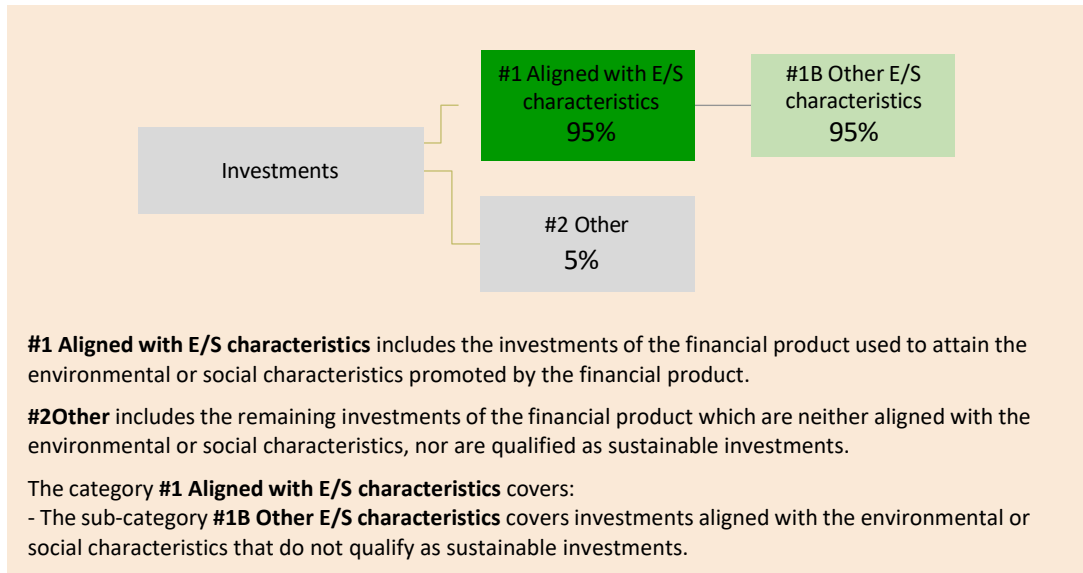 #1 Aligned with E/S
characteristics
95%
#1B Other E/S
characteristics
95%
Investments
#2 Other
5%
#1 Aligned with E/S characteristics includes the investments of the financial product used to attain the
environmental or social characteristics promoted by the financial product.
#2Other includes the remaining investments of the financial product which are neither aligned with the
environmental or social characteristics, nor are qualified as sustainable investments.
The category #1 Aligned with E/S characteristics covers:
- The sub-category #1B Other E/S characteristics covers investments aligned with the environmental or
social characteristics that do not qualify as sustainable investments.